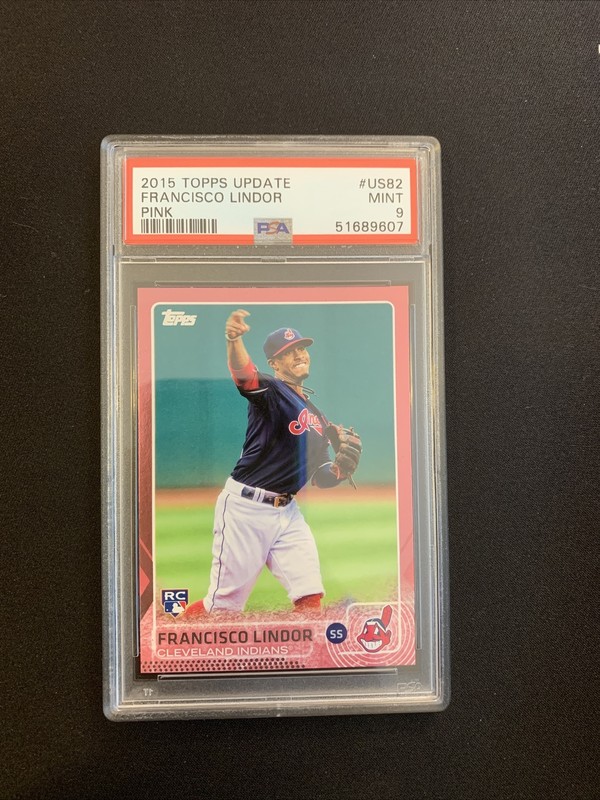 2015 TOPPS UPDATE #US82
FRANCISCO LINDOR MINT
PINK 9
PSA 51689607
Topps
RC
FRANCISCO LINDOR SS
CLEVELAND INDIANS